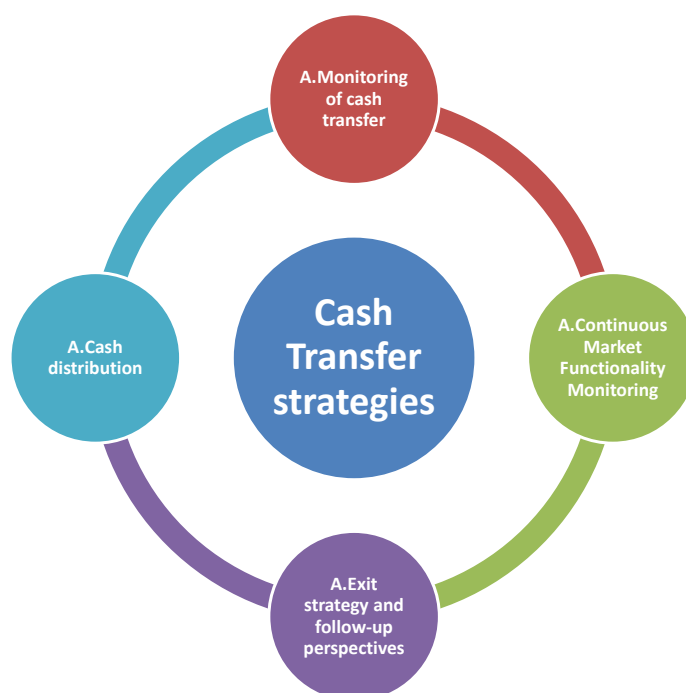 A.Monitoring
of cash
transfer
Cash
Transfer
strategies
A.Cash
distribution
A.Continuous
Market
Functionality
Monitoring
A.Exit
strategy and
follow-up
perspectives